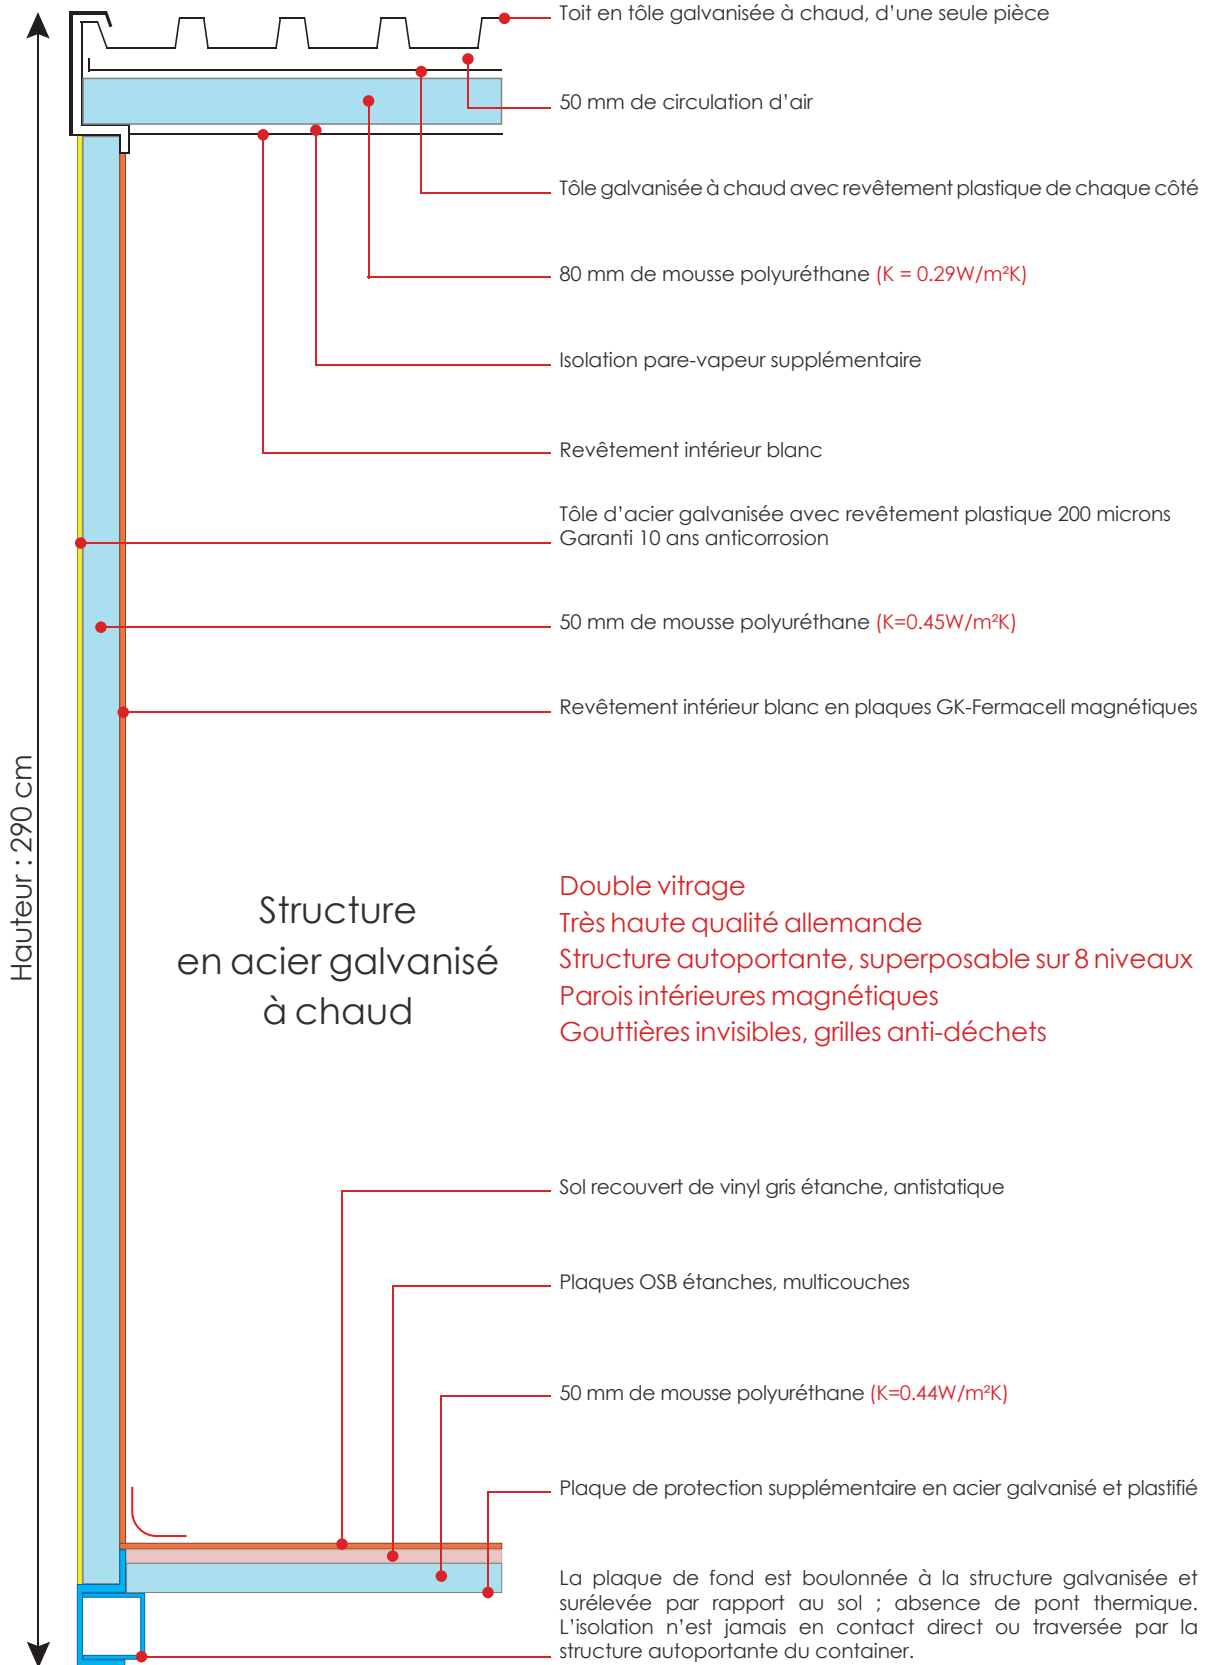 Toit en tôle galvanisée à chaud, d’une seule pièce
50 mm de circulation d’air
Tôle galvanisée à chaud avec revêtement plastique de chaque côté
80 mm de mousse polyuréthane (K = 0.29W/m²K)
Isolation pare-vapeur supplémentaire
Revêtement intérieur blanc
Tôle d’acier galvanisée avec revêtement plastique 200 microns
Garanti 10 ans anticorrosion
50 mm de mousse polyuréthane (K=0.45W/m²K)
Revêtement intérieur blanc en plaques GK-Fermacell magnétiques
Hauteur : 290 cm
Structure
en acier galvanisé
à chaud
Double vitrage
Très haute qualité allemande
Structure autoportante, superposable sur 8 niveaux
Parois intérieures magnétiques
Gouttières invisibles, grilles anti-déchets
Sol recouvert de vinyl gris étanche, antistatique
Plaques OSB étanches, multicouches
50 mm de mousse polyuréthane (K=0.44W/m²K)
Plaque de protection supplémentaire en acier galvanisé et plastifié
La plaque de fond est boulonnée à la structure galvanisée et
surélevée par rapport au sol ; absence de pont thermique.
L’isolation n’est jamais en contact direct ou traversée par la
structure autoportante du container.